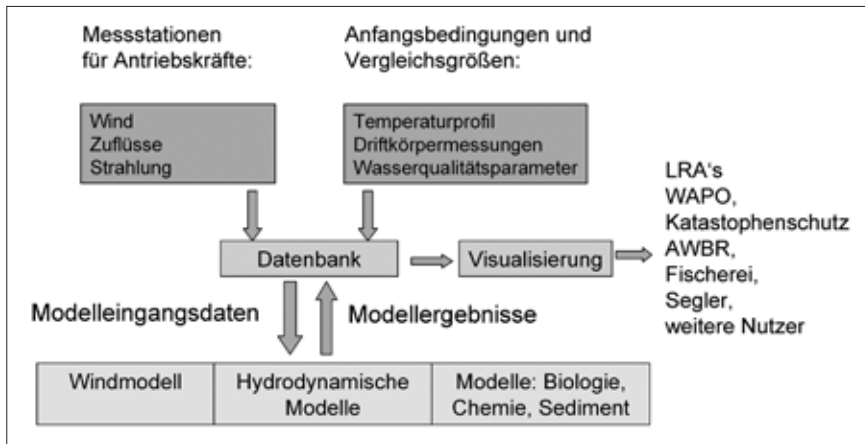 Messstationen
für Antriebskräfte:
Anfangsbedingungen und
Vergleichsgrößen:
Wind
Zuflüsse
Strahlung
Temperaturprofil
Driftkörpermessungen
Wasserqualitätsparameter
Datenbank
Visualisierung
LRA's
WAPO,
Katastophenschutz
AWBR,
Fischerei,
Segler,
weitere Nutzer
Modelleingangsdaten
Modellergebnisse
Windmodell
Hydrodynamische
Modelle
Modelle: Biologie,
Chemie, Sediment